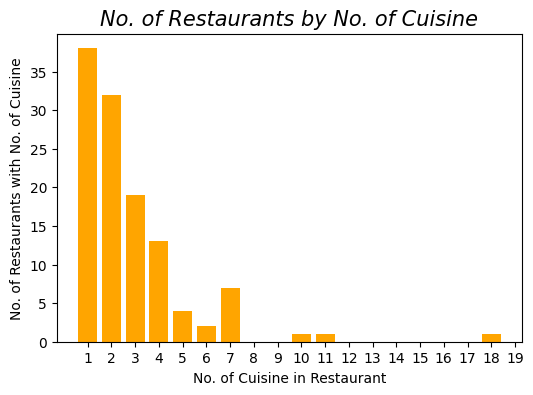 No. of Restaurants by No. of Cuisine
No. of Restaurants with No. of Cuisine
35
30
25
20
15
10
5
0
1 2 3 4 5 6 7 8 9 10 11 12 13 14 15 16 17 18 19
No. of Cuisine in Restaurant